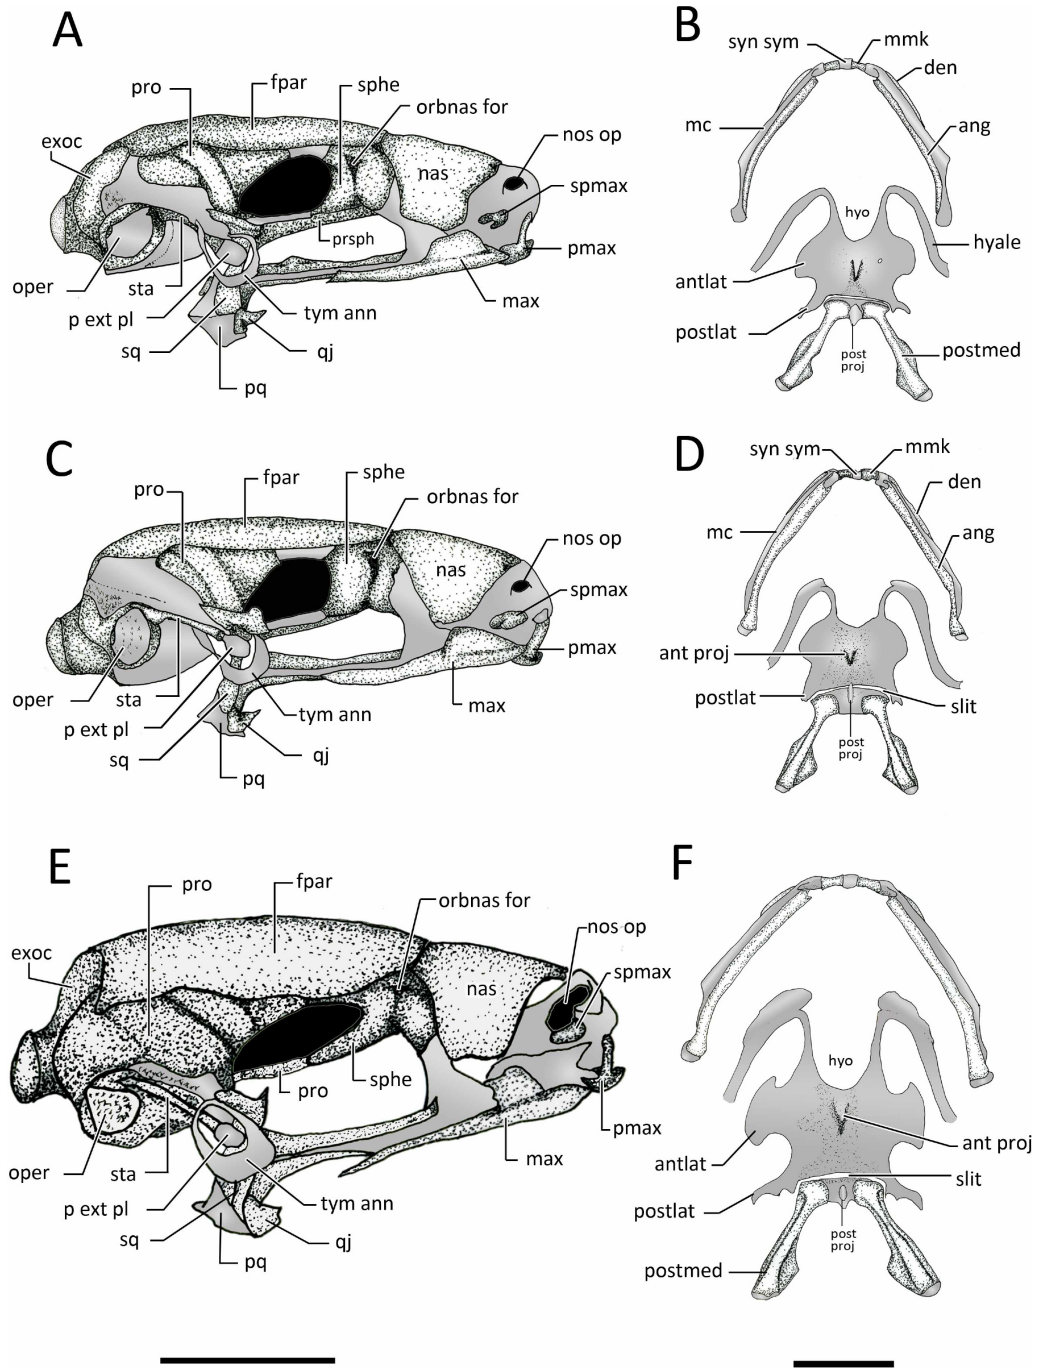 A
pro
fpar
sphe
orbnas for
exoc
nos op
nas
spmax
prsph
pmax
oper
sta
max
p ext pl
tym ann
sq
qj
pq
B
syn sym
mmk
den
mc
ang
hyo
hyale
antlat
postlat
post
proj
postmed
C
pro
fpar
sphe
orbnas for
nos op
nas
spmax
pmax
oper
sta
max
p ext pl
tym ann
sq
qj
pq
D
syn sym
mmk
den
mc
ang
ant proj
postlat
slit
post
proj
E
pro
fpar
orbnas for
exoc
nos op
spmax
nas
pro
sphe
pmax
oper
sta
max
p ext pl
tym ann
sq
qj
pq
F
hyo
ant proj
antlat
slit
postlat
post
proj
postmed